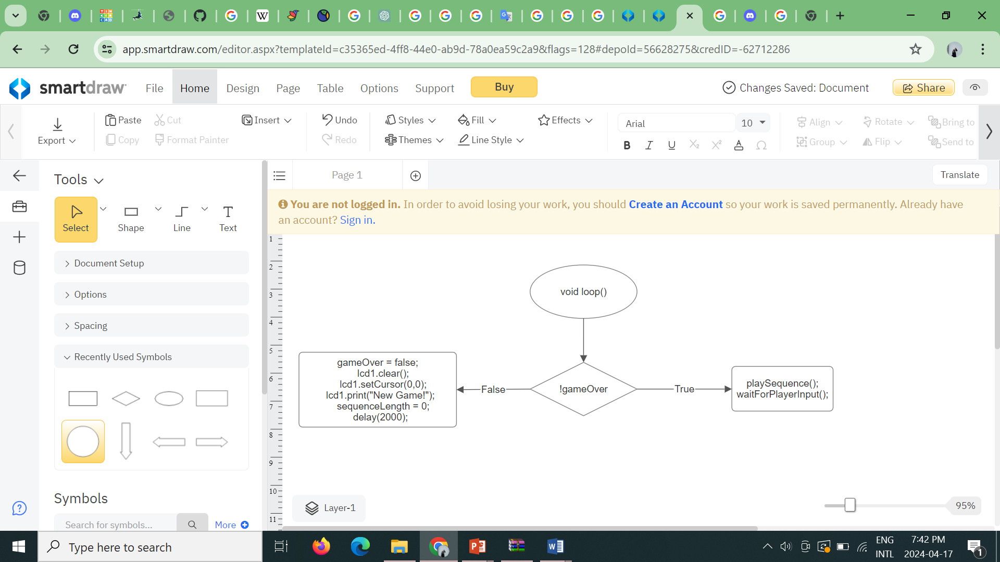 app.smartdraw.com/editor.aspx?templateId=c35365ed-4ff8-44e0-ab9d-78a0ea59c2a9&flags=128#depoId=56628275&credID=-62712286
smartdraw
File Home Design Page Table Options Support Buy
Changes Saved: Document
Share
Export
Paste Cut Insert
Copy Format Painter
Undo
Redo
Styles Fill Effects
Themes Line Style
Arial 10
B I U X₂ X² A Ω
Align Rotate Bring to
Group Flip Send to
Tools
Select Shape Line Text
Document Setup
Options
Spacing
Recently Used Symbols
Symbols
Search for symbols...
More
Page 1
Translate
You are not logged in. In order to avoid losing your work, you should Create an Account so your work is saved permanently. Already have
an account? Sign in.
1
2
3
4
5
6
7
8
9
10
11
void loop()
!gameOver
False
True
gameOver = false;
lcd1.clear();
lcd1.setCursor(0,0);
lcd1.print("New Game!");
sequenceLength = 0;
delay(2000);
playSequence();
waitForPlayerInput();
Layer-1
95%
Type here to search
ENG
INTL
7:42 PM
2024-04-17
1